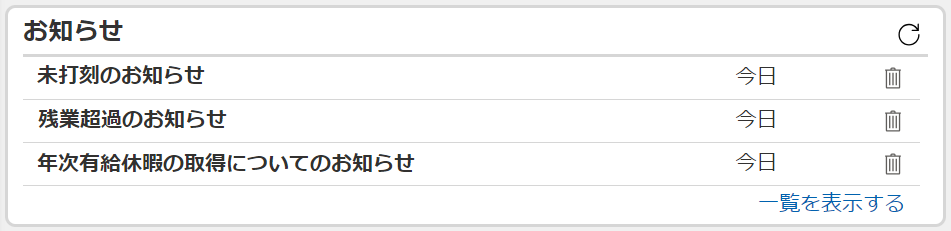 お知らせ
未打刻のお知らせ 今日
残業超過のお知らせ 今日
年次有給休暇の取得についてのお知らせ 今日
一覧を表示する